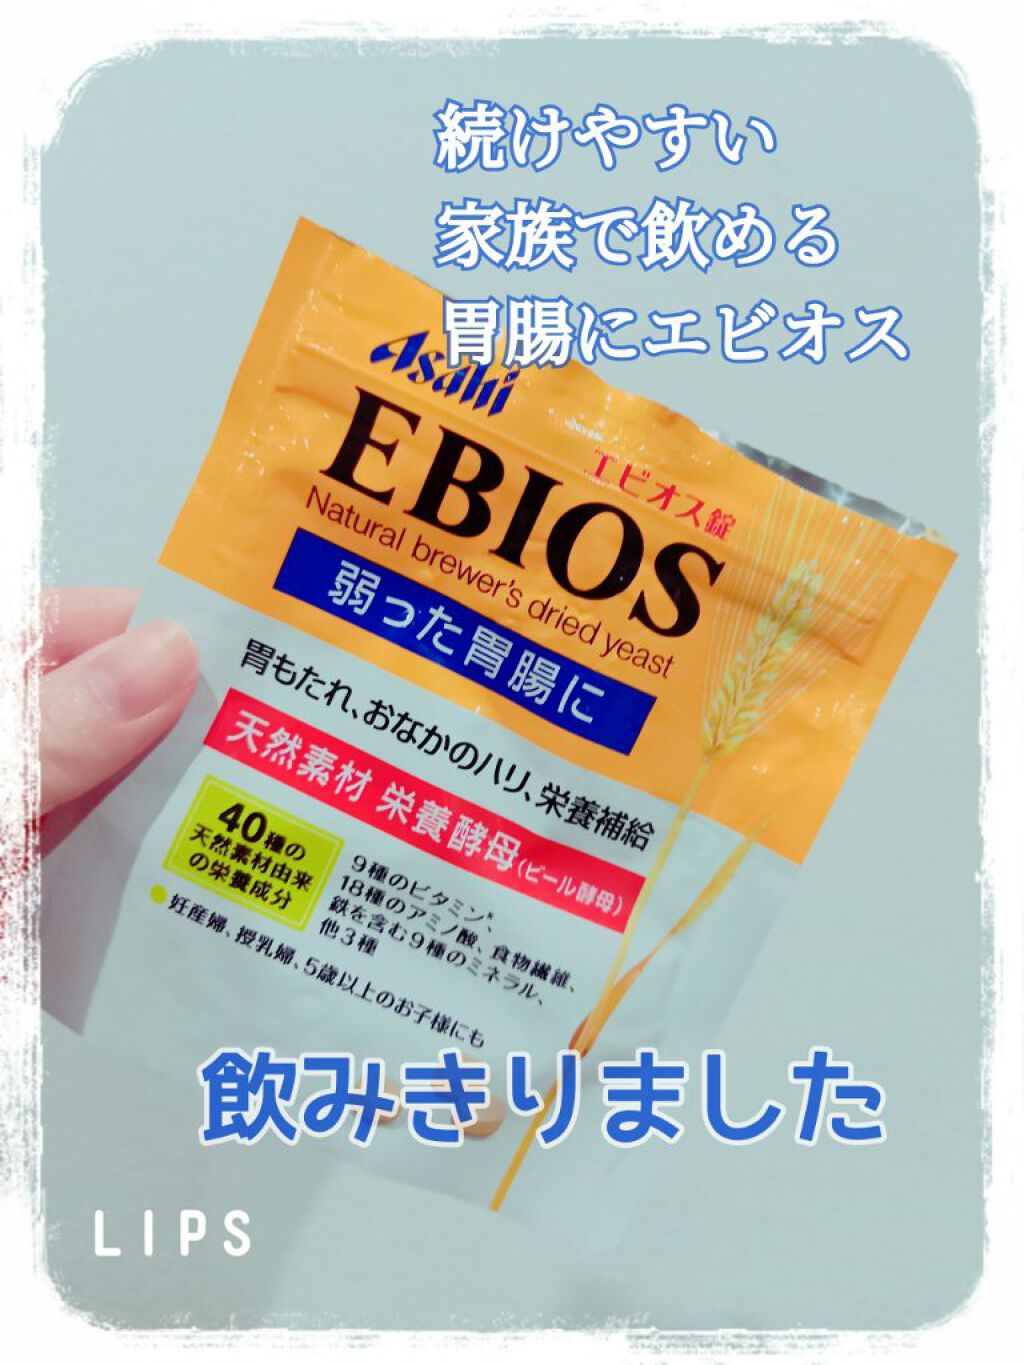 続けやすい
家族で飲める
胃腸にエビオス
Asahi
EBIOS
エビオス錠
Natural brewer's dried yeast
弱った胃腸に
胃もたれ、おなかのハリ、栄養補給
天然素材 栄養酵母(ビール酵母)
40種の
天然素材由来
の栄養成分
9種のビタミン*、
18種のアミノ酸、食物繊維、
鉄を含む9種のミネラル、
他3種
妊産婦、授乳婦、5歳以上のお子様にも
飲みきりました
LIPS